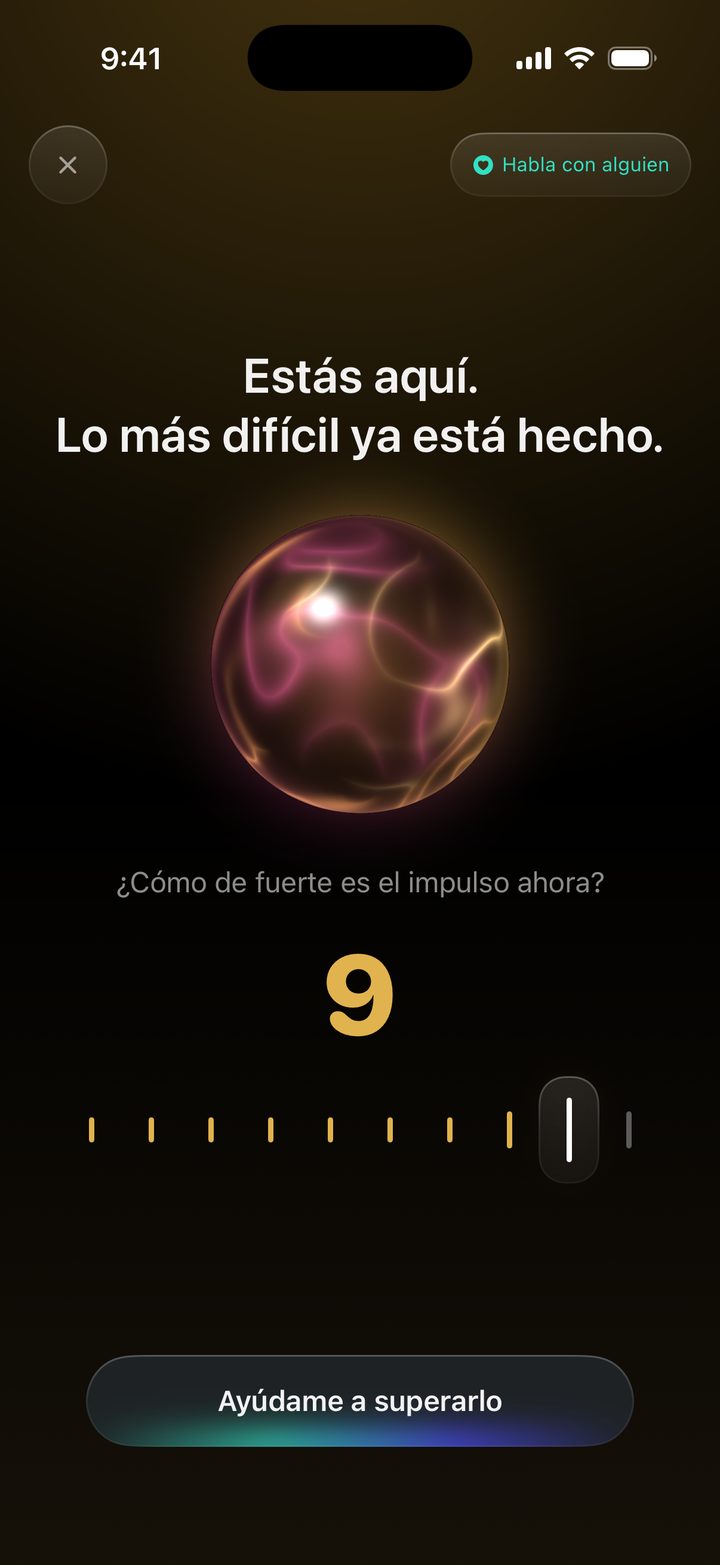 9:41
Habla con alguien
Estás aquí.
Lo más difícil ya está hecho.
¿Cómo de fuerte es el impulso ahora?
9
Ayúdame a superarlo